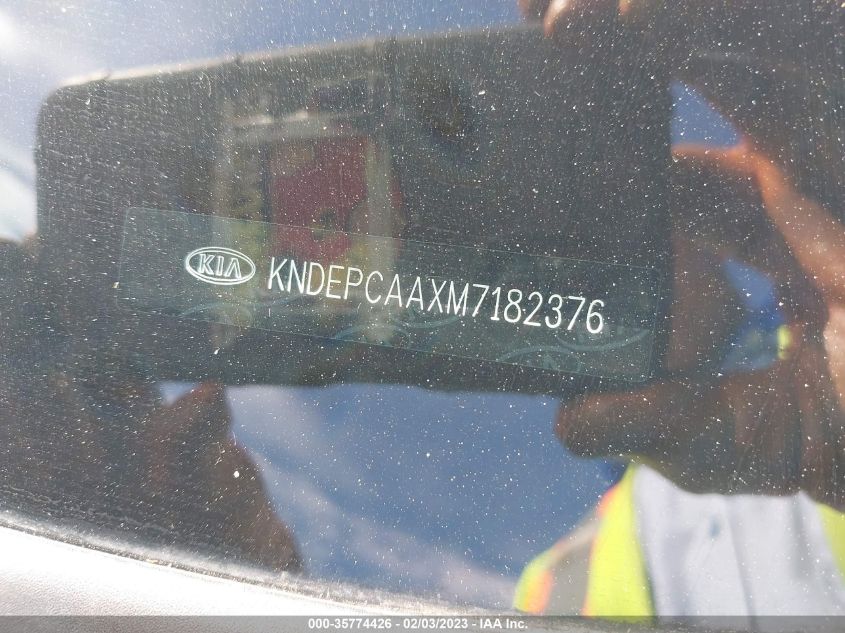 KIA KNDEPCAAXM7182376
000-35774426 - 02/03/2023 - IAA Inc.